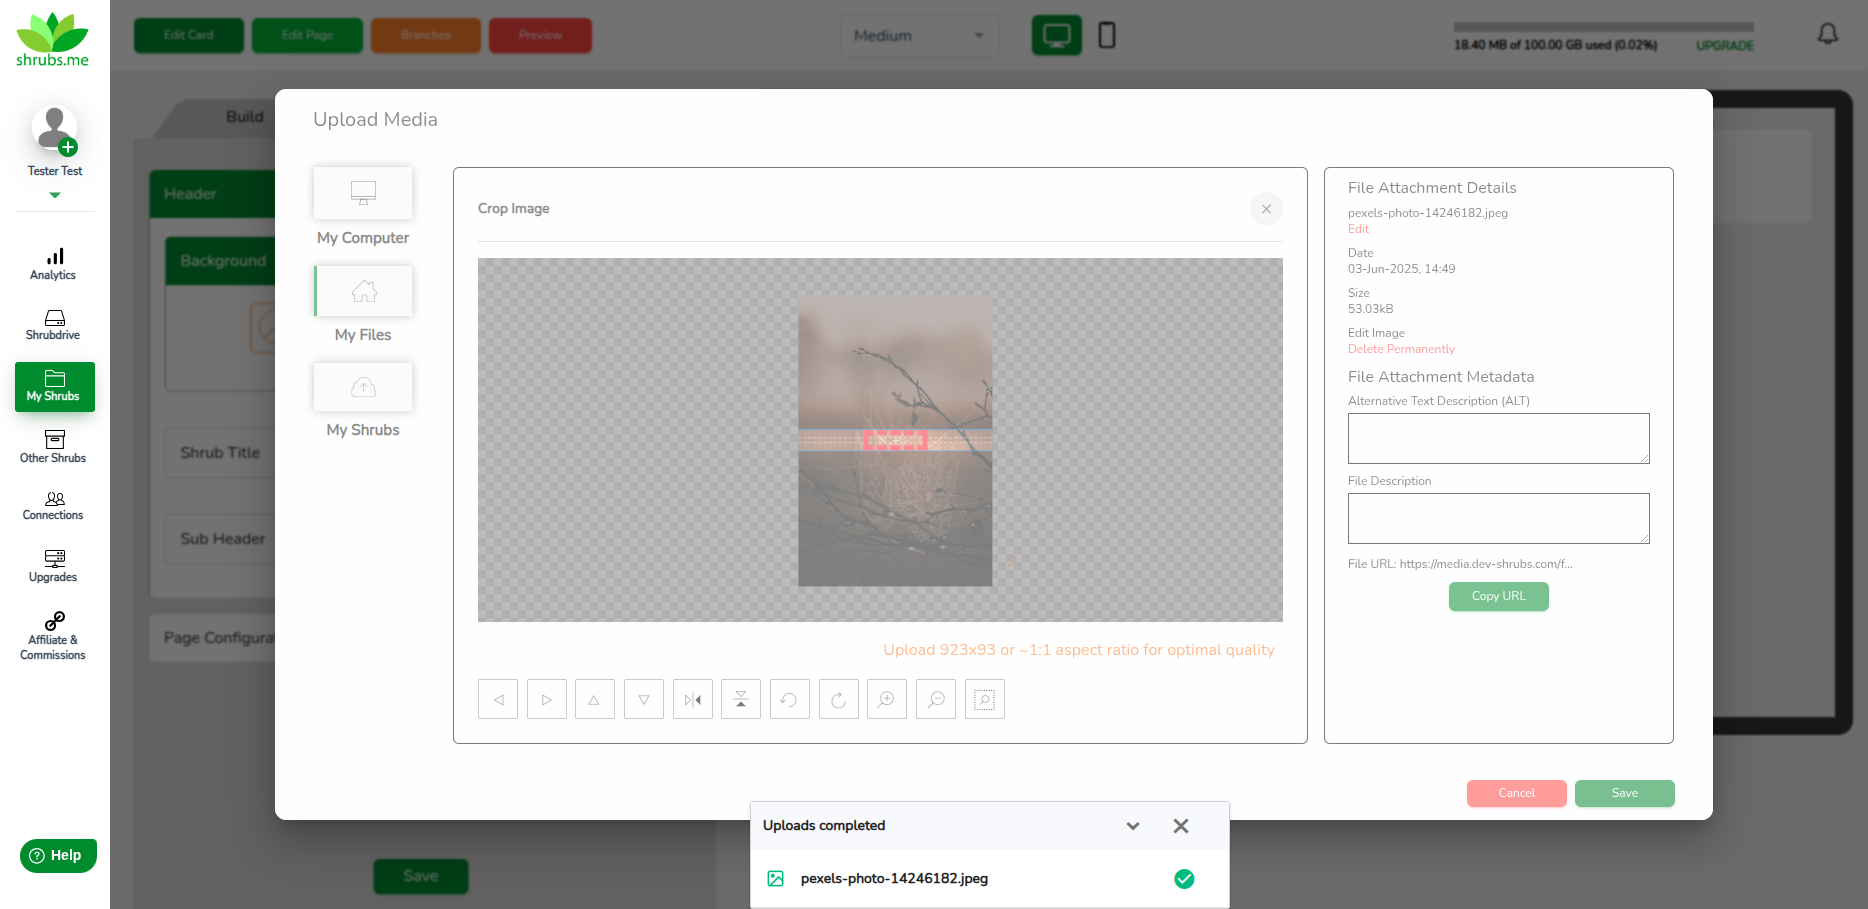 shrubs.me
Tester Test
Analytics
Shrubdrive
My Shrubs
Other Shrubs
Connections
Upgrades
Affiliate &
Commissions
Help
Edit Card
Edit Page
Branches
Preview
Medium
18.40 MB of 100.00 GB used (0.02%)
UPGRADE
Build
Header
Background
Shrub Title
Sub Header
Page Configurat
Save
Upload Media
My Computer
My Files
My Shrubs
Crop Image
Upload 923x93 or ~1:1 aspect ratio for optimal quality
File Attachment Details
pexels-photo-14246182.jpeg
Edit
Date
03-Jun-2025, 14:49
Size
53.03kB
Edit Image
Delete Permanently
File Attachment Metadata
Alternative Text Description (ALT)
File Description
File URL: https://media.dev-shrubs.com/f...
Copy URL
Cancel
Save
Uploads completed
pexels-photo-14246182.jpeg